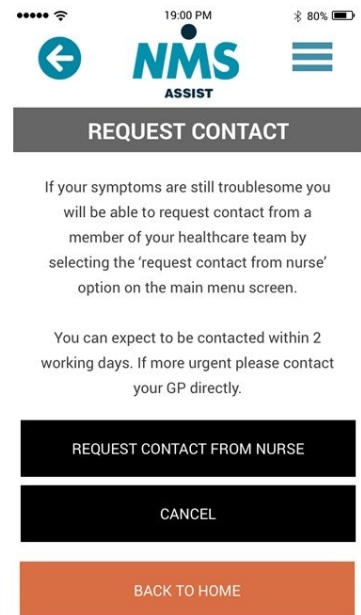 19:00 PM
80%
NMS
ASSIST
REQUEST CONTACT
If your symptoms are still troublesome you
will be able to request contact from a
member of your healthcare team by
selecting the ‘request contact from nurse’
option on the main menu screen.
You can expect to be contacted within 2
working days. If more urgent please contact
your GP directly.
REQUEST CONTACT FROM NURSE
CANCEL
BACK TO HOME